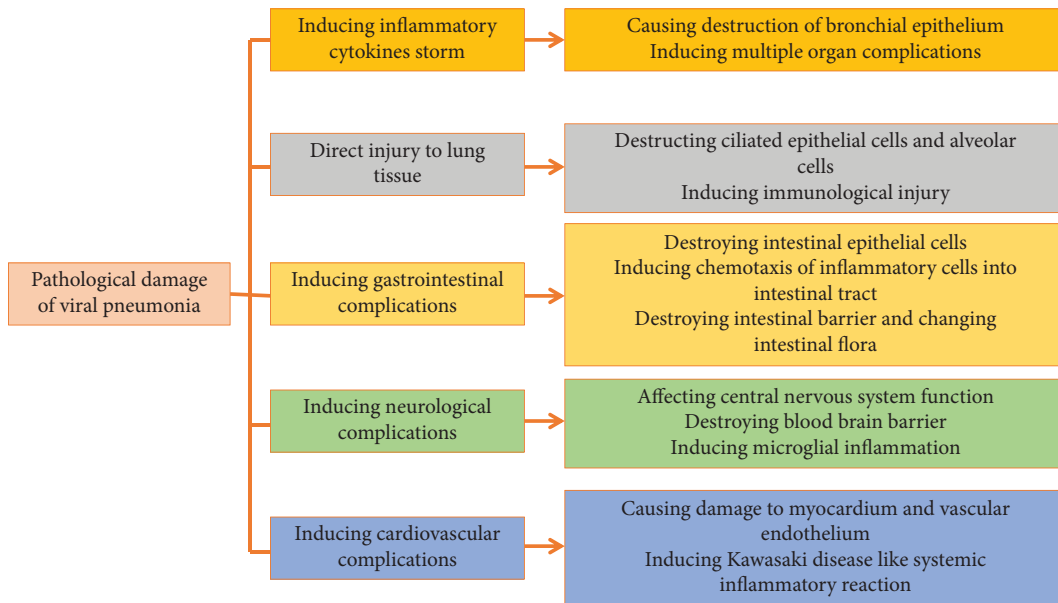 Pathological damage
of viral pneumonia
Inducing inflammatory
cytokines storm
Causing destruction of bronchial epithelium
Inducing multiple organ complications
Direct injury to lung
tissue
Destructing ciliated epithelial cells and alveolar
cells
Inducing immunological injury
Inducing gastrointestinal
complications
Destroying intestinal epithelial cells
Inducing chemotaxis of inflammatory cells into
intestinal tract
Destroying intestinal barrier and changing
intestinal flora
Inducing neurological
complications
Affecting central nervous system function
Destroying blood brain barrier
Inducing microglial inflammation
Inducing cardiovascular
complications
Causing damage to myocardium and vascular
endothelium
Inducing Kawasaki disease like systemic
inflammatory reaction